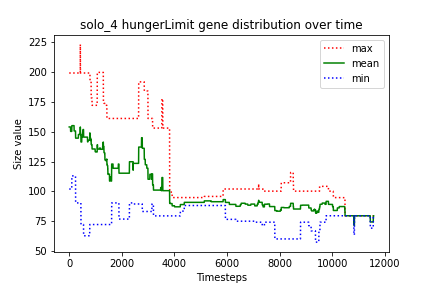 solo_4 hungerLimit gene distribution over time
225
200
175
150
125
100
75
50
Size value
max
mean
min
0 2000 4000 6000 8000 10000 12000
Timesteps